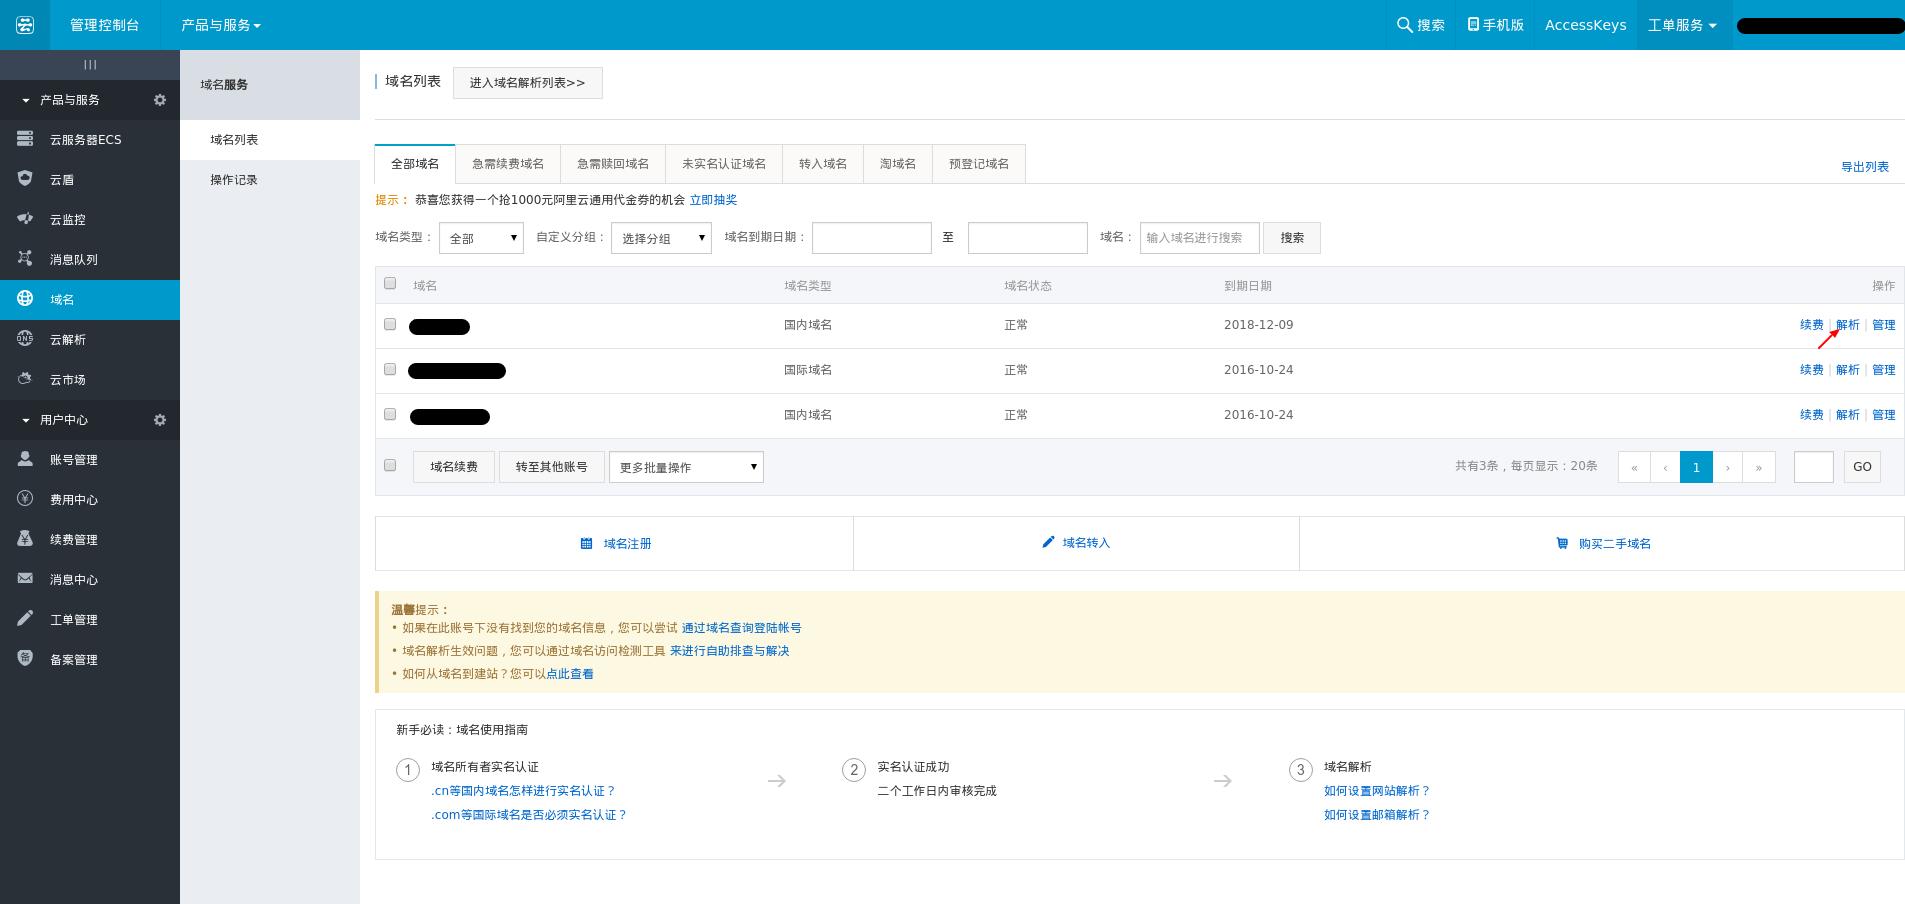 管理控制台
产品与服务
搜索
手机版
AccessKeys
工单服务
产品与服务
云服务器ECS
云盾
云监控
消息队列
域名
云解析
云市场
用户中心
账号管理
费用中心
续费管理
消息中心
工单管理
备案管理
域名服务
域名列表
操作记录
域名列表 进入域名解析列表>>
全部域名 急需续费域名 急需赎回域名 未实名认证域名 转入域名 淘域名 预登记域名 导出列表
提示： 恭喜您获得一个抢1000元阿里云通用代金券的机会 立即抽奖
域名类型： 全部 自定义分组： 选择分组 域名到期日期： 至 域名： 输入域名进行搜索 搜索
域名 域名类型 域名状态 到期日期 操作
国内域名 正常 2018-12-09 续费 | 解析 | 管理
国际域名 正常 2016-10-24 续费 | 解析 | 管理
国内域名 正常 2016-10-24 续费 | 解析 | 管理
域名续费 转至其他账号 更多批量操作 共有3条，每页显示：20条 « ‹ 1 › » GO
域名注册 域名转入 购买二手域名
温馨提示：
• 如果在此账号下没有找到您的域名信息，您可以尝试 通过域名查询登陆帐号
• 域名解析生效问题，您可以通过域名访问检测工具 来进行自助排查与解决
• 如何从域名到建站？您可以点此查看
新手必读：域名使用指南
1 域名所有者实名认证
.cn等国内域名怎样进行实名认证？
.com等国际域名是否必须实名认证？
2 实名认证成功
二个工作日内审核完成
3 域名解析
如何设置网站解析？
如何设置邮箱解析？